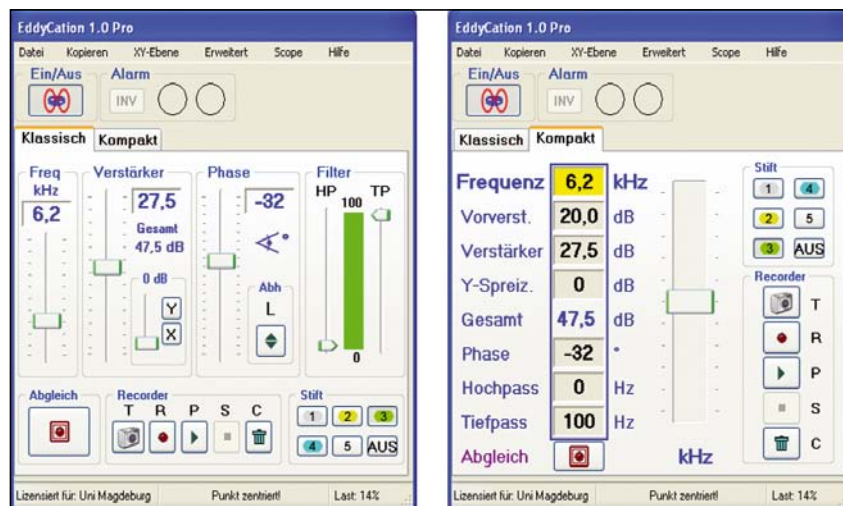 EddyCation 1.0 Pro
Datei Kopieren XY-Ebene Erweitert Scope Hilfe
Ein/Aus Alarm
INV
Klassisch Kompakt
Freq Verstärker Phase Filter
kHz HP TP
6,2 27,5 -32 100
Gesamt
47,5 dB
°
0 dB Abh
Y L
X
0
Abgleich Recorder Stift
T R P S C
1 2 3
4 5 AUS
Lizensiert für: Uni Magdeburg Punkt zentriert! Last: 14%
EddyCation 1.0 Pro
Datei Kopieren XY-Ebene Erweitert Scope Hilfe
Ein/Aus Alarm
INV
Klassisch Kompakt
Frequenz 6,2 kHz
Vorverst. 20,0 dB
Verstärker 27,5 dB
Y-Spreiz. 0 dB
Gesamt 47,5 dB
Phase -32 °
Hochpass 0 Hz
Tiefpass 100 Hz
Abgleich kHz
Stift
1 4
2 5
3 AUS
Recorder
T
R
P
S
C
Lizensiert für: Uni Magdeburg Punkt zentriert! Last: 14%